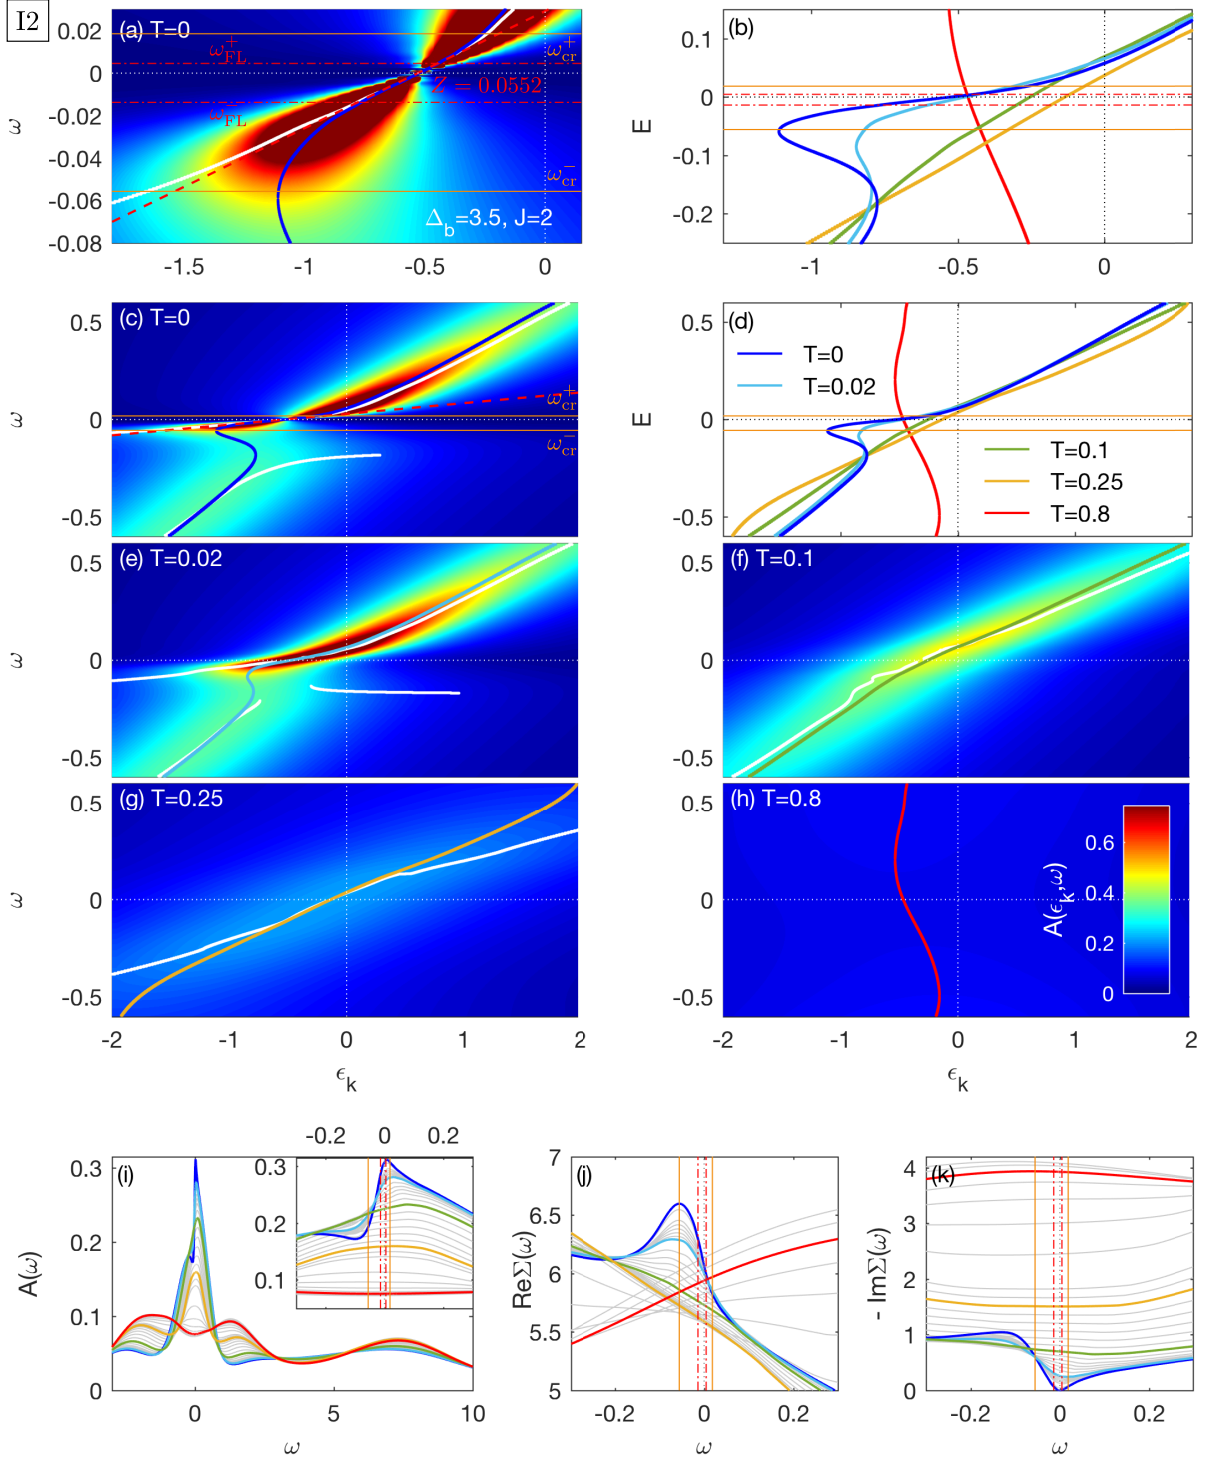 I2
(a) T=0
0.02
0
-0.02
-0.04
-0.06
-0.08
ω
ω⁺FL
ω⁺cr
Z = 0.0552
ω⁻FL
ω⁻cr
Δb=3.5, J=2
-1.5 -1 -0.5 0
(b)
0.1
0
-0.1
-0.2
E
-1 -0.5 0
(c) T=0
0.5
0
-0.5
ω
ω⁺cr
ω⁻cr
(d)
0.5
0
-0.5
E
T=0
T=0.02
T=0.1
T=0.25
T=0.8
(e) T=0.02
0.5
0
-0.5
ω
(f) T=0.1
0.5
0
-0.5
(g) T=0.25
0.5
0
-0.5
ω
-2 -1 0 1 2
ϵk
(h) T=0.8
0.5
0
-0.5
A(ϵk,ω)
0.6
0.4
0.2
0
-2 -1 0 1 2
ϵk
(i)
0.3
0.2
0.1
0
A(ω)
-0.2 0 0.2
0.3
0.2
0.1
0 5 10
ω
(j)
7
6.5
6
5.5
5
ReΣ(ω)
-0.2 0 0.2
ω
(k)
4
3
2
1
0
- ImΣ(ω)
-0.2 0 0.2
ω